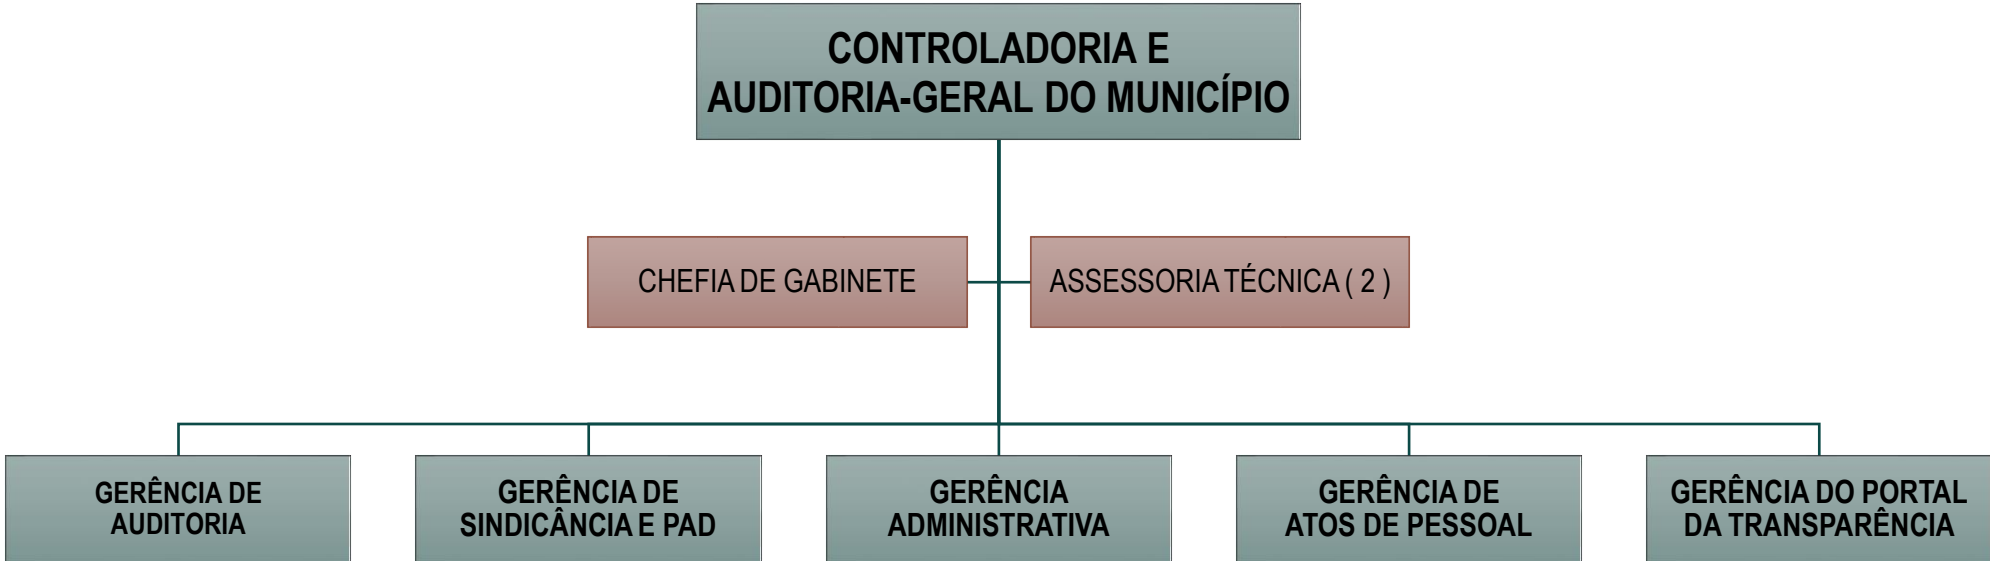 CONTROLADORIA E
AUDITORIA-GERAL DO MUNICÍPIO
CHEFIA DE GABINETE
ASSESSORIA TÉCNICA ( 2 )
GERÊNCIA DE
AUDITORIA
GERÊNCIA DE
SINDICÂNCIA E PAD
GERÊNCIA
ADMINISTRATIVA
GERÊNCIA DE
ATOS DE PESSOAL
GERÊNCIA DO PORTAL
DA TRANSPARÊNCIA